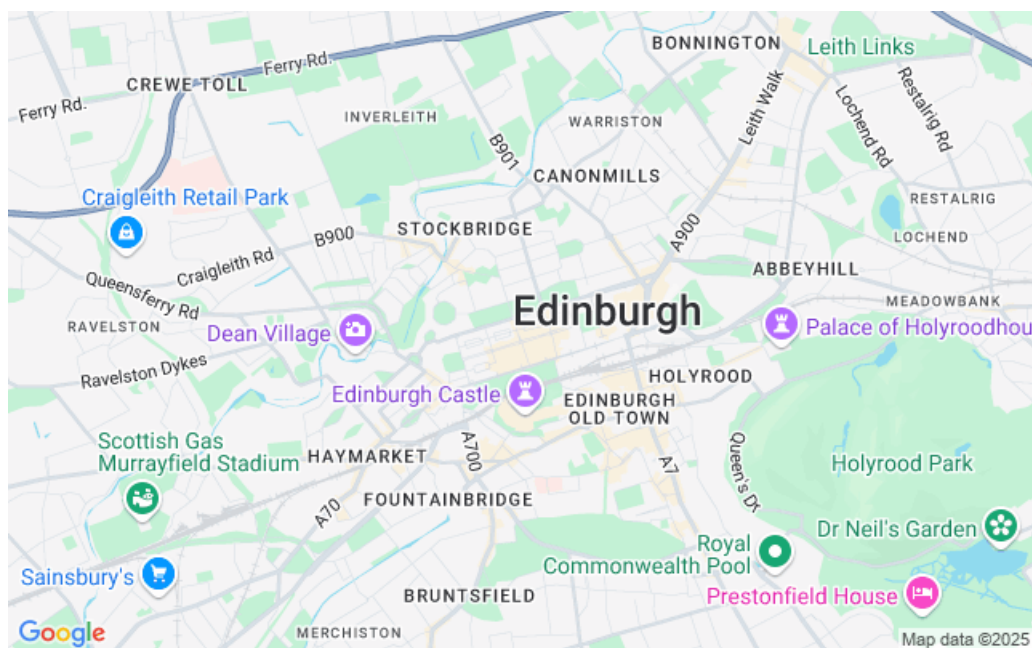 BONNINGTON
Leith Links
Ferry Rd.
CREWE TOLL
Restalrig Rd
Leith Walk
Ferry Rd.
INVERLEITH
WARRISTON
Lochend Rd
B901
CANONMILLS
Craigleith Retail Park
RESTALRIG
STOCKBRIDGE
B900
A900
LOCHEND
Craigleith Rd
ABBEYHILL
Queensferry Rd
MEADOWBANK
Edinburgh
RAVELSTON
Dean Village
Palace of Holyroodhou
Ravelston Dykes
HOLYROOD
Edinburgh Castle
EDINBURGH
OLD TOWN
Scottish Gas
Murrayfield Stadium
HAYMARKET
A700
A7
Queen's Dr
Holyrood Park
FOUNTAINBRIDGE
A70
Dr Neil's Garden
Royal
Commonwealth Pool
Sainsbury's
BRUNTSFIELD
Prestonfield House
MERCHISTON
Google
Map data ©2025